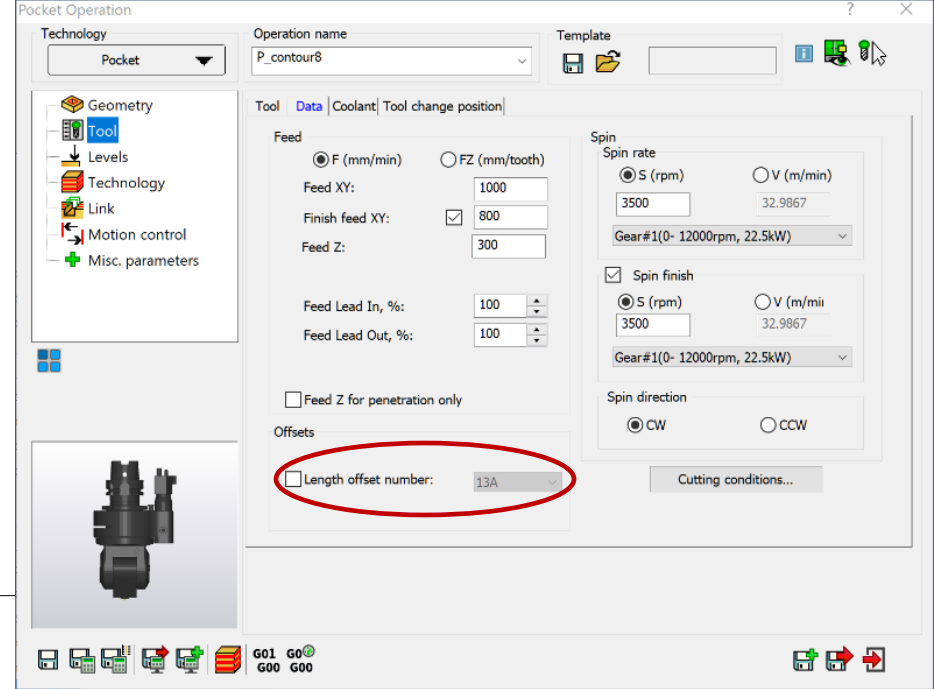 Pocket Operation
Technology
Pocket
Operation name
P_contour8
Template
Geometry
Tool
Levels
Technology
Link
Motion control
Misc. parameters
Tool Data Coolant Tool change position
Feed
F (mm/min) FZ (mm/tooth)
Feed XY: 1000
Finish feed XY: 800
Feed Z: 300
Feed Lead In, %: 100
Feed Lead Out, %: 100
Feed Z for penetration only
Offsets
Length offset number: 13A
Spin
Spin rate
S (rpm) V (m/min)
3500 32.9867
Gear#1(0- 12000rpm, 22.5kW)
Spin finish
S (rpm) V (m/mii
3500 32.9867
Gear#1(0- 12000rpm, 22.5kW)
Spin direction
CW CCW
Cutting conditions...
G01 G0
G00 G00